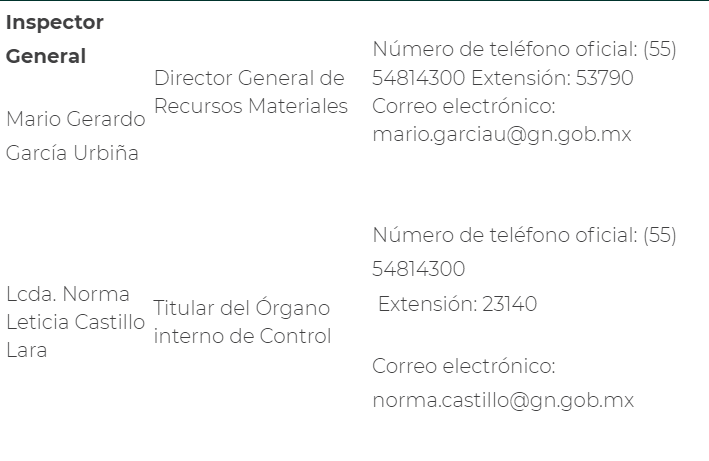 Inspector
General
Mario Gerardo
García Urbiña
Director General de
Recursos Materiales
Número de teléfono oficial: (55)
54814300 Extensión: 53790
Correo electrónico:
mario.garciau@gn.gob.mx
Lcda. Norma
Leticia Castillo
Lara
Titular del Órgano
interno de Control
Número de teléfono oficial: (55)
54814300
Extensión: 23140
Correo electrónico:
norma.castillo@gn.gob.mx